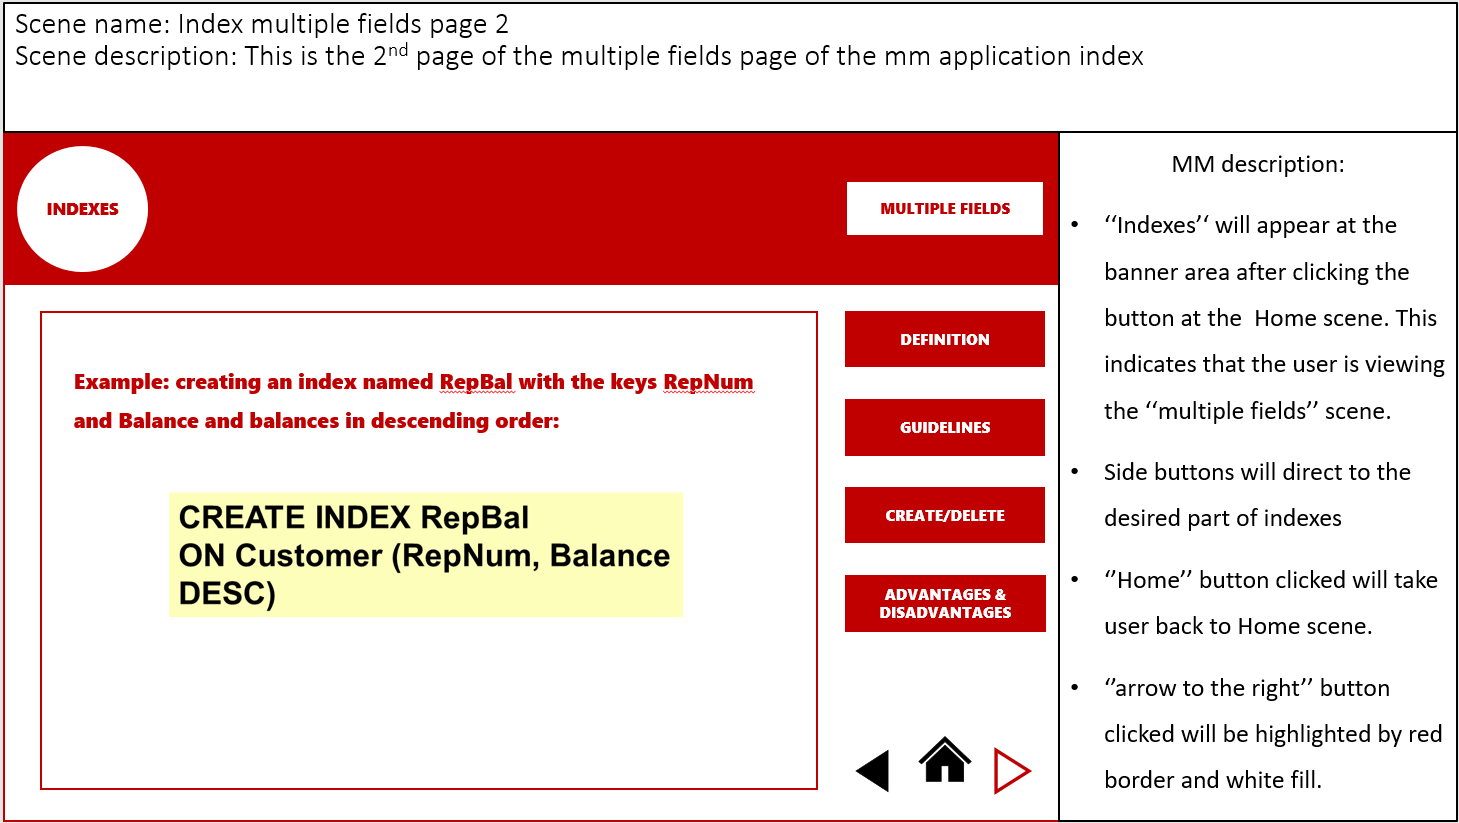 Scene name: Index multiple fields page 2
Scene description: This is the 2nd page of the multiple fields page of the mm application index
INDEXES
MULTIPLE FIELDS
Example: creating an index named RepBal with the keys RepNum
and Balance and balances in descending order:
CREATE INDEX RepBal
ON Customer (RepNum, Balance
DESC)
DEFINITION
GUIDELINES
CREATE/DELETE
ADVANTAGES &
DISADVANTAGES
MM description:
• ‘‘Indexes’‘ will appear at the
banner area after clicking the
button at the  Home scene. This
indicates that the user is viewing
the ‘‘multiple fields’’ scene.
• Side buttons will direct to the
desired part of indexes
• ‘’Home’’ button clicked will take
user back to Home scene.
• ‘’arrow to the right’’ button
clicked will be highlighted by red
border and white fill.